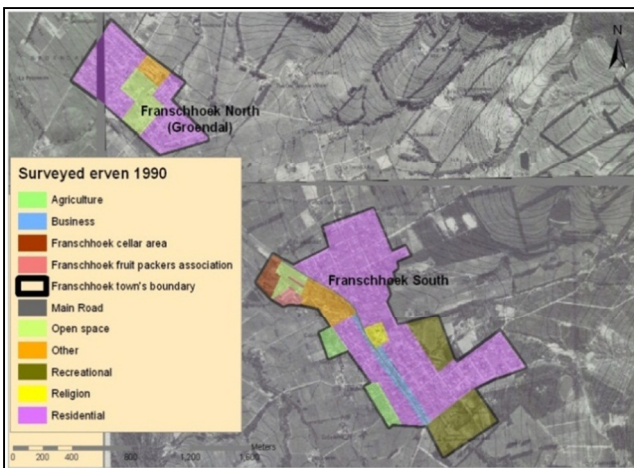 N
Franschhoek North
(Groendal)
Surveyed erven 1990
Agriculture
Business
Franschhoek cellar area
Franschhoek fruit packers association
Franschhoek town's boundary
Main Road
Open space
Other
Recreational
Religion
Residential
Franschhoek South
Meters
0 200 400 800 1,200 1,600